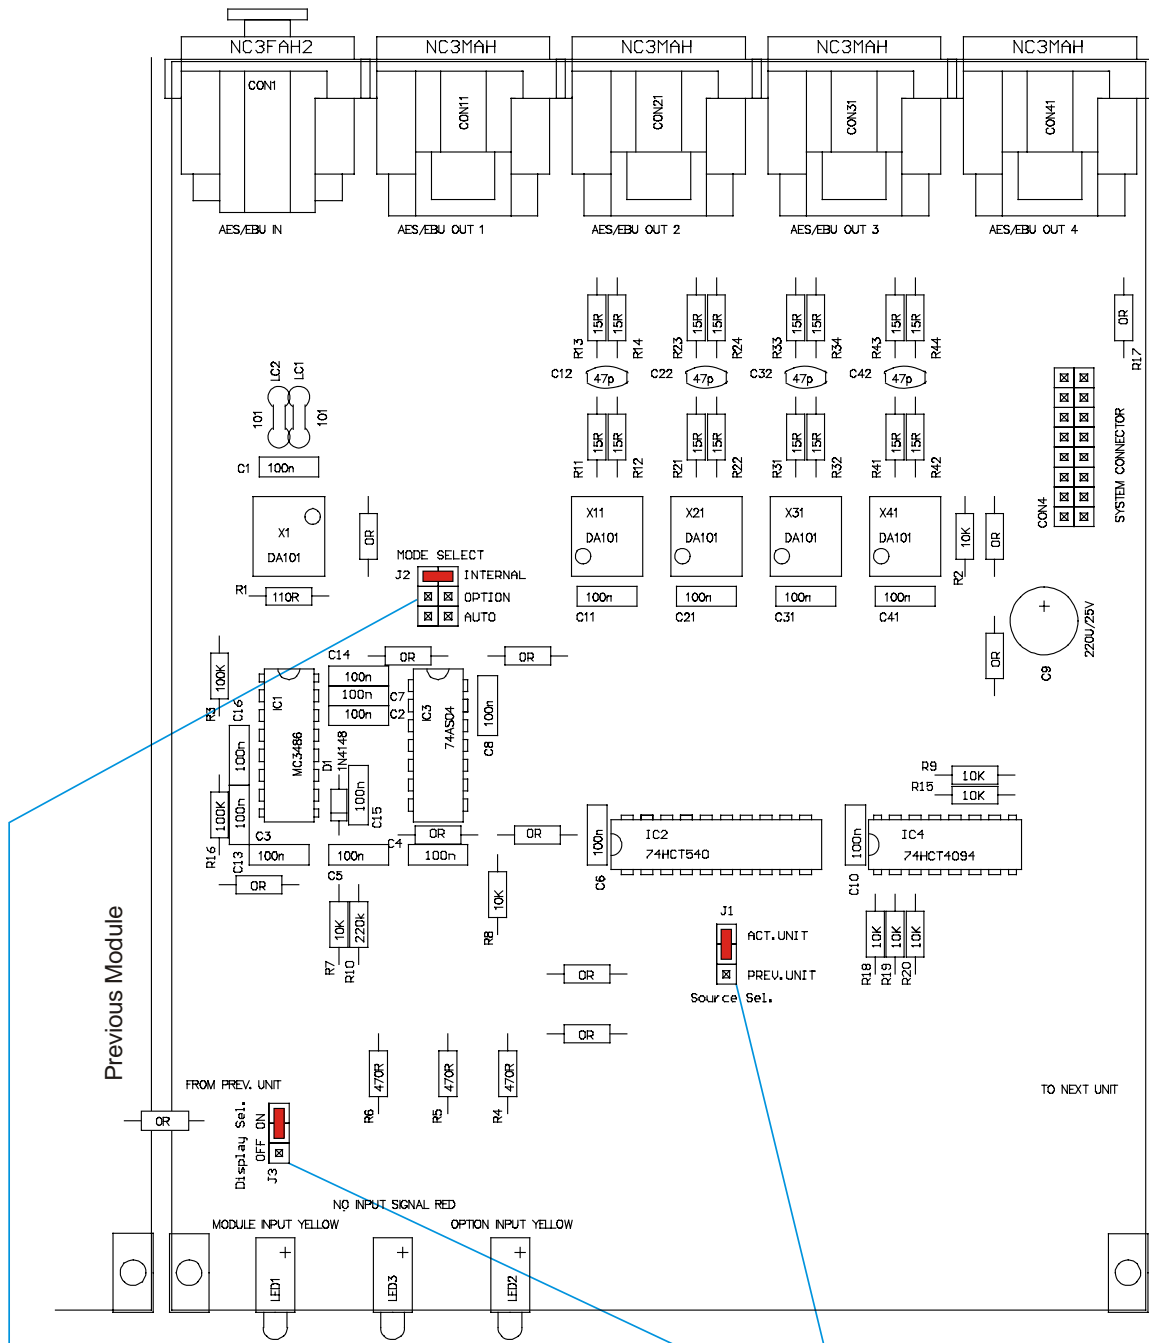 NC3FAH2 NC3MAH NC3MAH NC3MAH NC3MAH
CON1 CON11 CON21 CON31 CON41
AES/EBU IN AES/EBU OUT 1 AES/EBU OUT 2 AES/EBU OUT 3 AES/EBU OUT 4
15R 15R 15R 15R 15R 15R 15R 15R 0R
R13 R14 R23 R24 R33 R34 R43 R44 R17
LC2 LC1
C12 47p C22 47p C32 47p C42 47p
101 101
15R 15R 15R 15R 15R 15R 15R 15R
R11 R12 R21 R22 R31 R32 R41 R42
C1 100n
CON4 SYSTEM CONNECTOR
X1 DA101 0R
X11 DA101 X21 DA101 X31 DA101 X41 DA101 10K R2 0R
MODE SELECT
J2 INTERNAL
OPTION
AUTO
R1 110R
100n 100n 100n 100n
C11 C21 C31 C41
220U/25V
C9
0R
C14 0R 0R
100K R3 C16 IC1 MC3486
100n
100n C7
100n C2
IC3 74AS04
100n C8
100n
D1 1N4148
100n C15
R9 10K
R15 10K
100K R16 100n C13
C3 100n
C5 100n
C4 100n
0R 0R
0R
100n C6
IC2
74HCT540
100n C10
IC4
74HCT4094
10K R8
10K R7 220k R10
J1
ACT.UNIT
PREV.UNIT
Source Sel.
10K R18 10K R19 10K R20
0R
0R
Previous Module
470R R6 470R R5 470R R4
FROM PREV. UNIT TO NEXT UNIT
0R
Display Sel.
OFF ON
J3
NO INPUT SIGNAL RED
MODULE INPUT YELLOW OPTION INPUT YELLOW
LED1 LED3 LED2